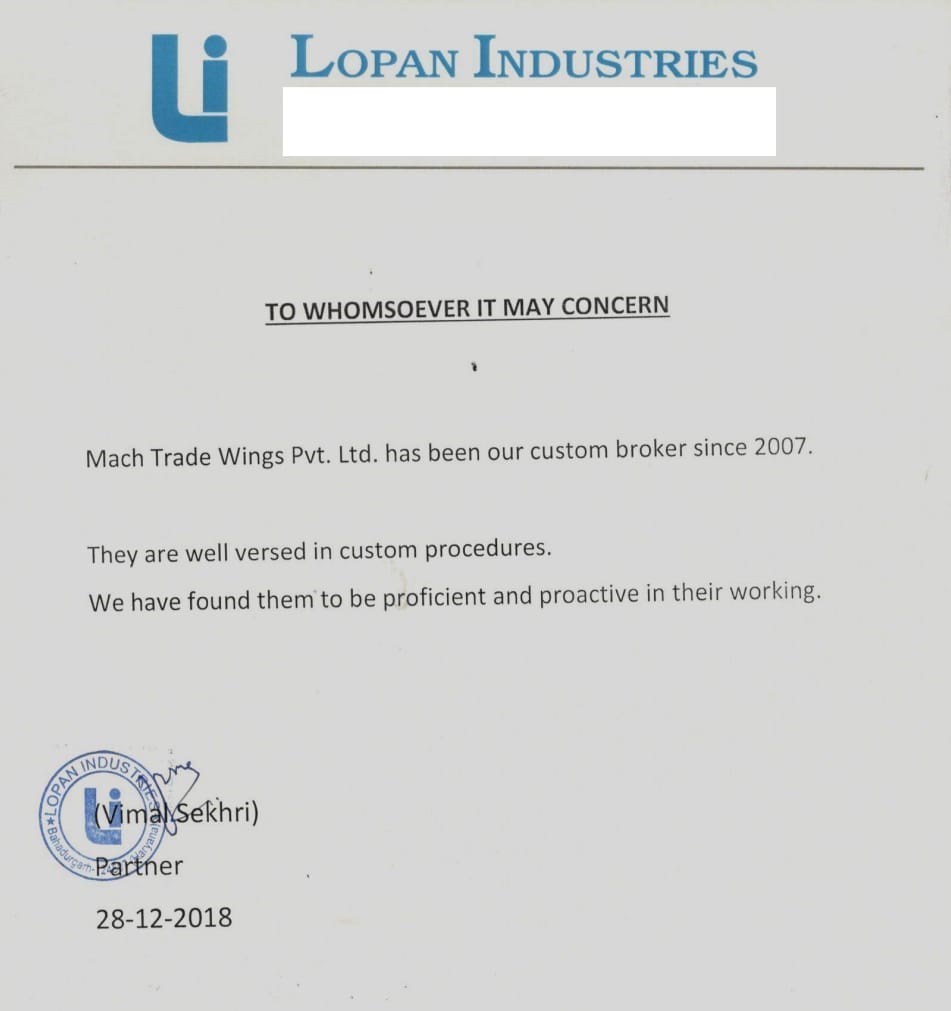 Li
LOPAN INDUSTRIES
TO WHOMSOEVER IT MAY CONCERN
Mach Trade Wings Pvt. Ltd. has been our custom broker since 2007.
They are well versed in custom procedures.
We have found them to be proficient and proactive in their working.
★LOPAN INDUSTRIES
Li
Bahadurgarh- (Haryana)
(Vimal Sekhri)
Partner
28-12-2018